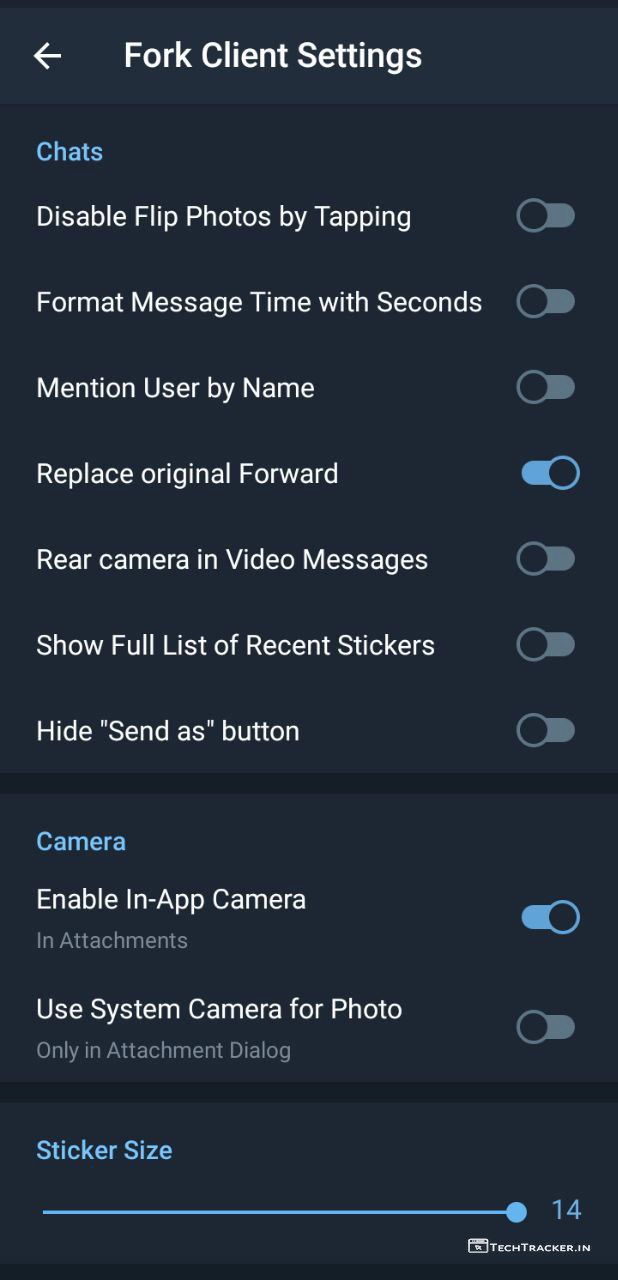 Fork Client Settings
Chats
Disable Flip Photos by Tapping
Format Message Time with Seconds
Mention User by Name
Replace original Forward
Rear camera in Video Messages
Show Full List of Recent Stickers
Hide "Send as" button
Camera
Enable In-App Camera
In Attachments
Use System Camera for Photo
Only in Attachment Dialog
Sticker Size
14
TECHTRACKER.IN